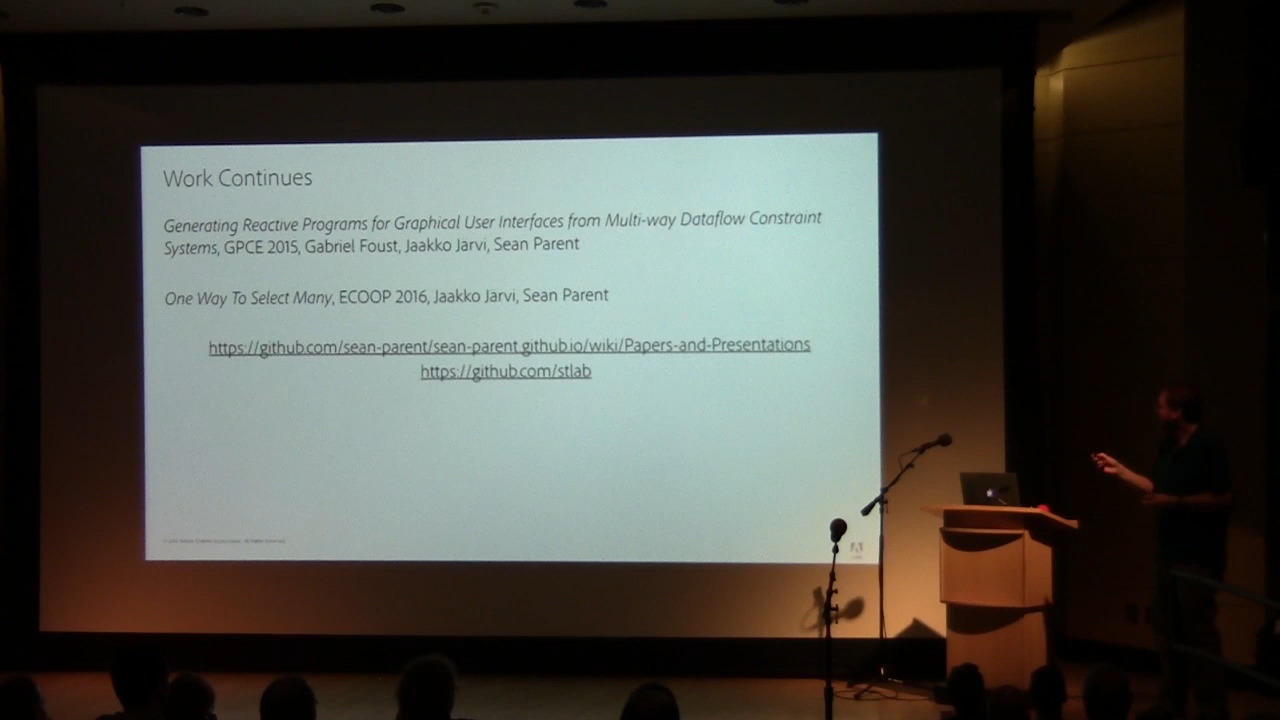 Work Continues
Generating Reactive Programs for Graphical User Interfaces from Multi-way Dataflow Constraint
Systems, GPCE 2015, Gabriel Foust, Jaakko Jarvi, Sean Parent
One Way To Select Many, ECOOP 2016, Jaakko Jarvi, Sean Parent
https://github.com/sean-parent/sean-parent.github.io/wiki/Papers-and-Presentations
https://github.com/stlab